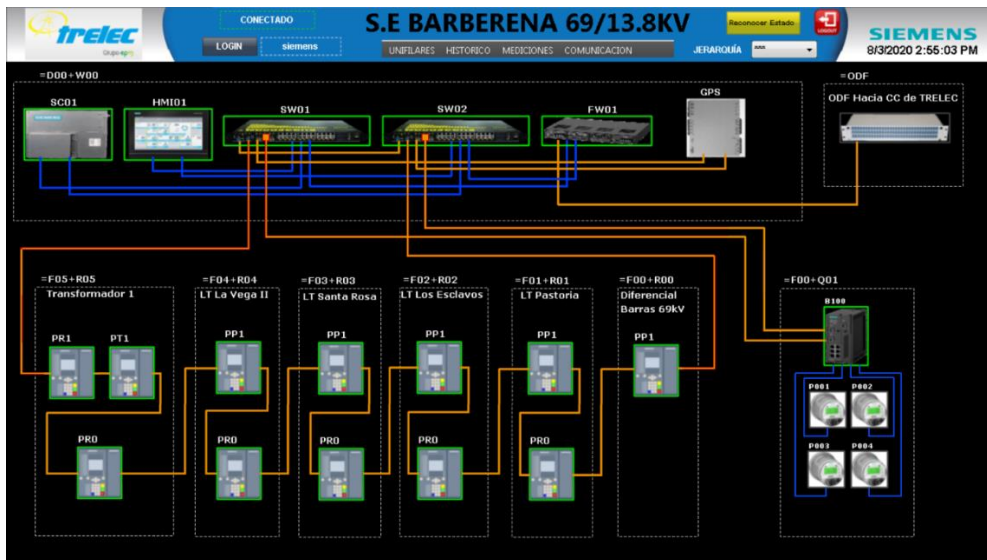 trelec
Grupo epm
CONECTADO
LOGIN
siemens
S.E BARBERENA 69/13.8KV
UNIFILARES HISTORICO MEDICIONES COMUNICACION
Reconocer Estado
LOGOUT
JERARQUÍA
***
SIEMENS
8/3/2020 2:55:03 PM
=D00+W00
SC01
HMI01
SW01
SW02
FW01
GPS
=ODF
ODF Hacia CC de TRELEC
SIEMENS
=F05+R05
Transformador 1
PR1
PT1
PR0
=F04+R04
LT La Vega II
PP1
PR0
=F03+R03
LT Santa Rosa
PP1
PR0
=F02+R02
LT Los Esclavos
PP1
PR0
=F01+R01
LT Pastoria
PP1
PR0
=F00+R00
Diferencial
Barras 69kV
PP1
=F00+Q01
B100
P001
P002
P003
P004